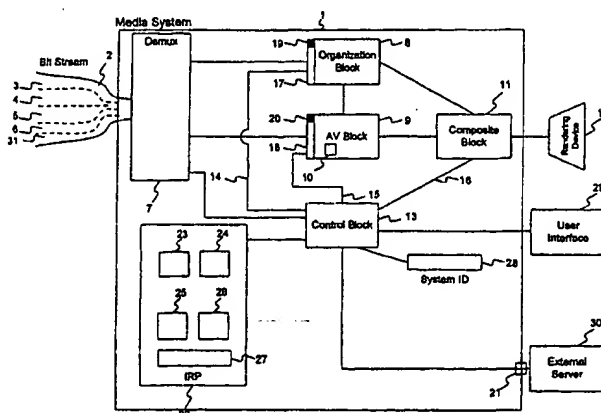 Media System
1
Demux
Bit Stream
2
3
4
5
6
31
7
19
Organization
Block
8
17
20
AV Block
9
18
10
11
Composite
Block
Rendering
Device
14
15
16
13
Control Block
User
Interface
System ID
23
24
25
27
IRP
21
30
External
Server